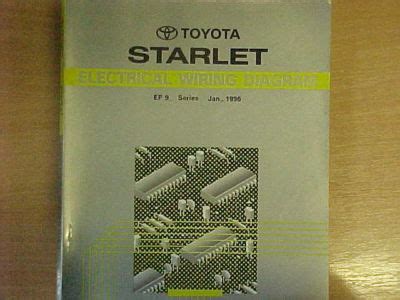 TOYOTA
STARLET
ELECTRICAL WIRING DIAGRAM
EP 9_ Series Jan., 1996